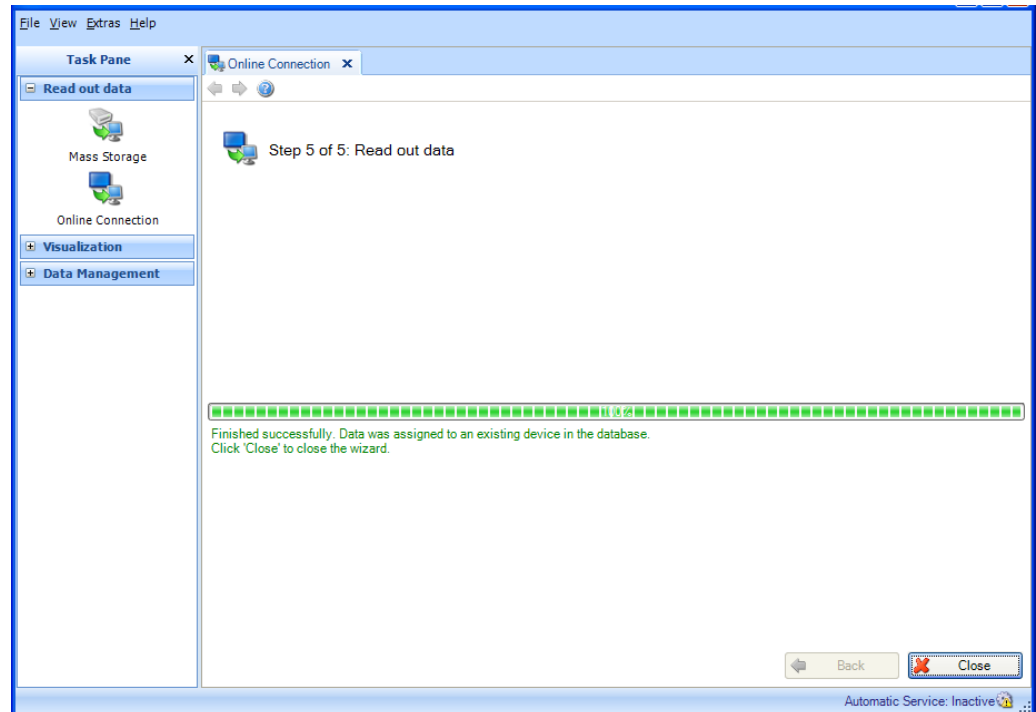 File View Extras Help
Task Pane
Online Connection
Read out data
Mass Storage
Step 5 of 5: Read out data
Online Connection
Visualization
Data Management
100%
Finished successfully. Data was assigned to an existing device in the database.
Click 'Close' to close the wizard.
Back
Close
Automatic Service: Inactive